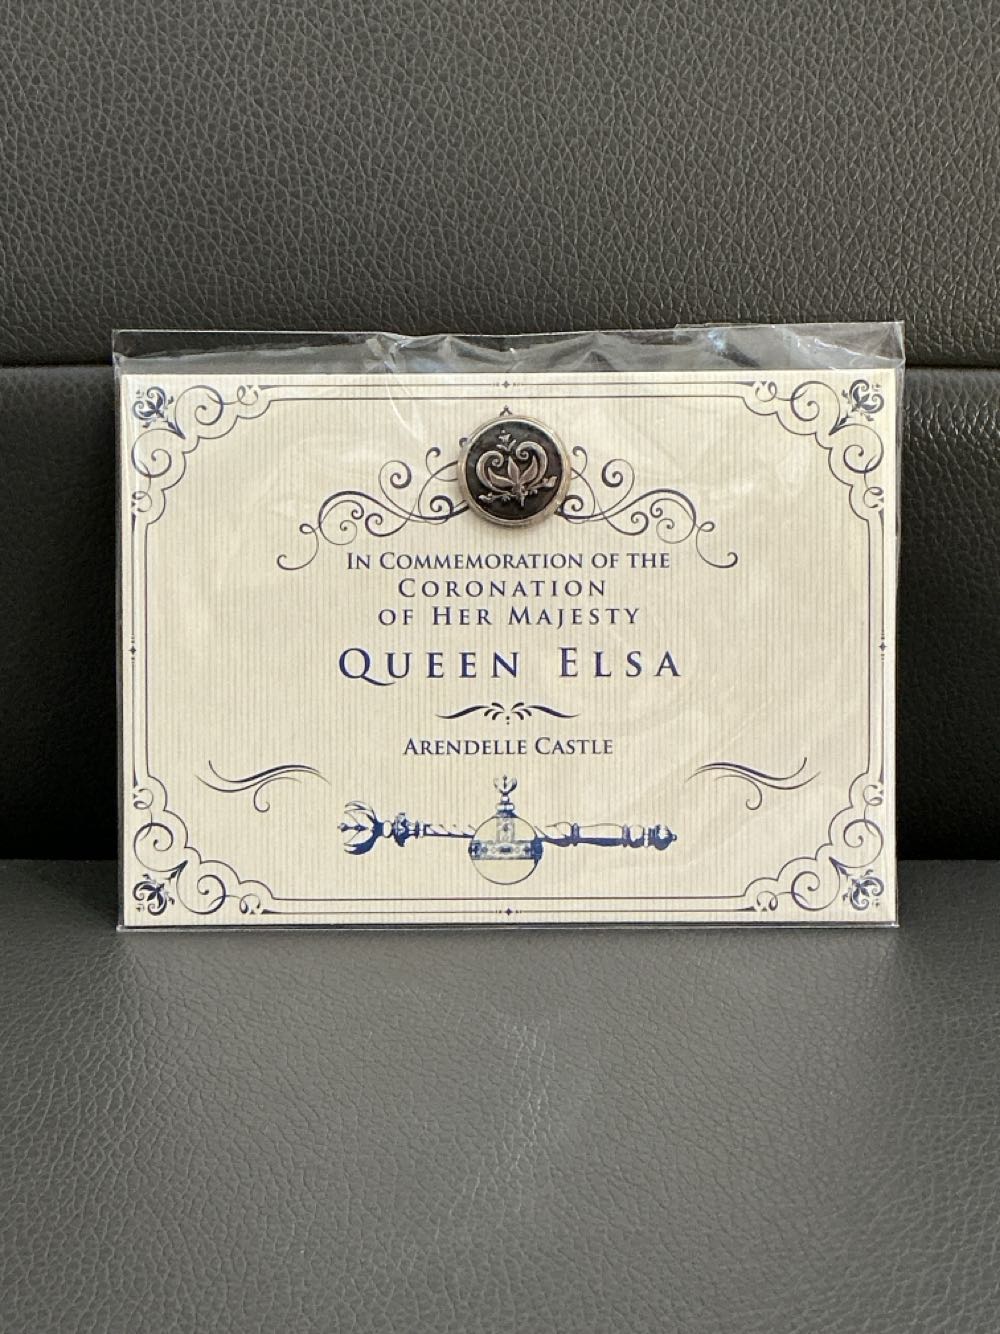 In Commemoration of the
Coronation
of Her Majesty
Queen Elsa
Arendelle Castle